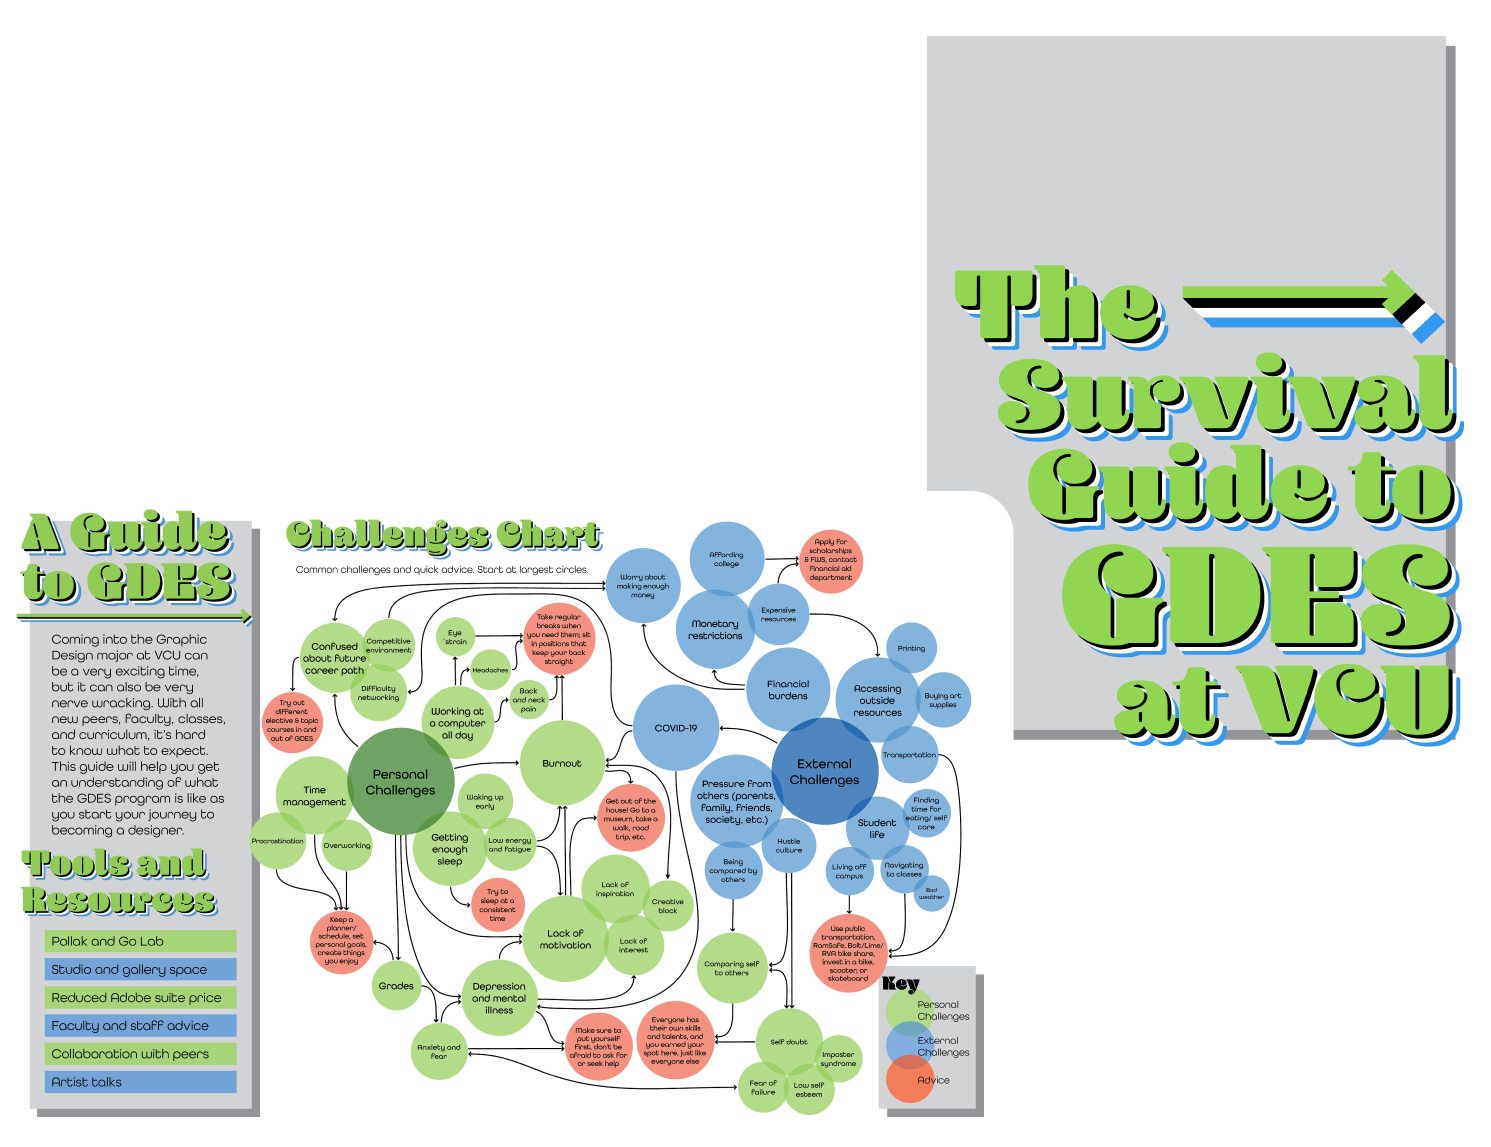 The
Survival
Guide to
GDES
at VCU
A Guide
to GDES
Coming into the Graphic
Design major at VCU can
be a very exciting time,
but it can also be very
nerve wracking. With all
new peers, faculty, classes,
and curriculum, it's hard
to know what to expect.
This guide will help you get
an understanding of what
the GDES program is like as
you start your journey to
becoming a designer.
Tools and
Resources
Pollak and Go Lab
Studio and gallery space
Reduced Adobe suite price
Faculty and staff advice
Collaboration with peers
Artist talks
Challenges Chart
Common challenges and quick advice. Start at largest circles.
Worry about
making enough
money
Affording
college
Apply for
scholarships
& FWS, contact
financial aid
department
Monetary
restrictions
Expensive
resources
Confused
about future
career path
Competitive
environment
Difficulty
networking
Eye
strain
Headaches
Back
and neck
pain
Take regular
breaks when
you need them; sit
in positions that
keep your back
straight
Working at
a computer
all day
Try out
different
elective & topic
courses in and
out of GDES
Financial
burdens
Accessing
outside
resources
Printing
Buying art
supplies
Transportation
COVID-19
External
Challenges
Personal
Challenges
Burnout
Time
management
Procrastination
Overworking
Waking up
early
Getting
enough
sleep
Low energy
and fatigue
Get out of the
house! Go to a
museum, take a
walk, road
trip, etc.
Pressure from
others (parents,
family, friends,
society, etc.)
Hustle
culture
Being
compared by
others
Student
life
Finding
time for
eating/ self
care
Living off
campus
Navigating
to classes
Bad
weather
Try to
sleep at a
consistent
time
Lack of
inspiration
Creative
block
Lack of
motivation
Lack of
interest
Keep a
planner/
schedule, set
personal goals,
create things
you enjoy
Grades
Depression
and mental
illness
Anxiety and
fear
Make sure to
put yourself
first, don't be
afraid to ask for
or seek help
Everyone has
their own skills
and talents, and
you earned your
spot here, just like
everyone else
Comparing self
to others
Use public
transportation,
RamSafe, Bolt/Lime/
RVA bike share,
invest in a bike,
scooter, or
skateboard
Self doubt
Imposter
syndrome
Fear of
failure
Low self
esteem
Key
Personal
Challenges
External
Challenges
Advice